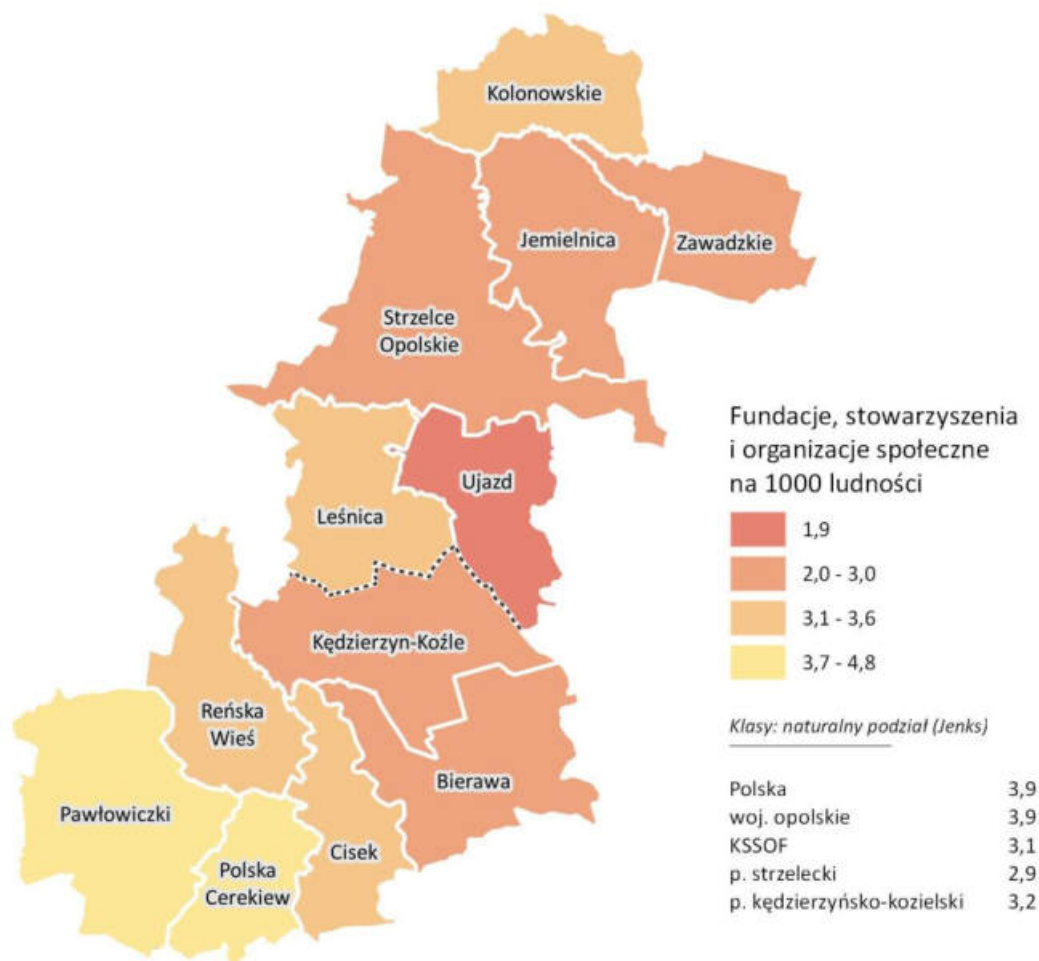 Kolonowskie
Jemielnica
Zawadzkie
Strzelce
Opolskie
Ujazd
Leśnica
Kędzierzyn-Koźle
Reńska
Wieś
Bierawa
Pawłowiczki
Cisek
Polska
Cerekiew
Fundacje, stowarzyszenia
i organizacje społeczne
na 1000 ludności
1,9
2,0 - 3,0
3,1 - 3,6
3,7 - 4,8
Klasy: naturalny podział (Jenks)
Polska 3,9
woj. opolskie 3,9
KSSOF 3,1
p. strzelecki 2,9
p. kędzierzyńsko-kozielski 3,2